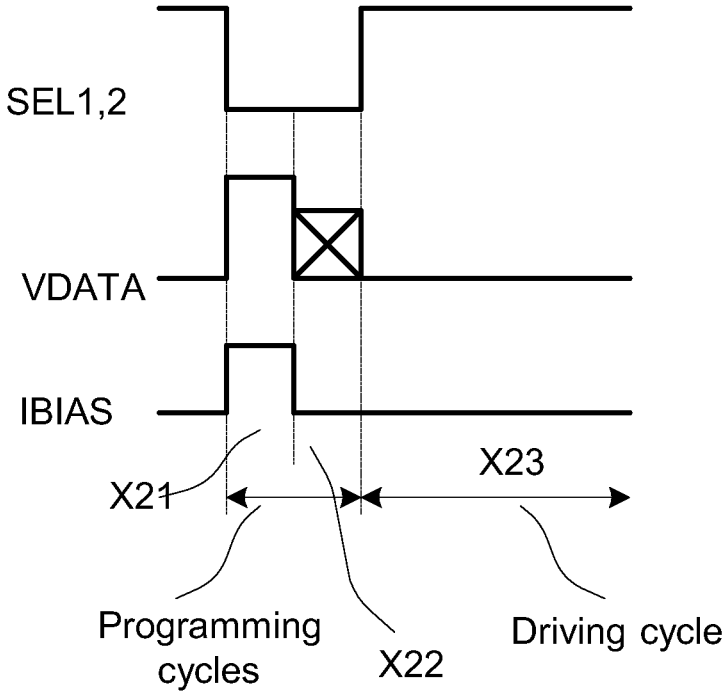 SEL1,2
VDATA
IBIAS
X21
X23
Programming
cycles
X22
Driving cycle